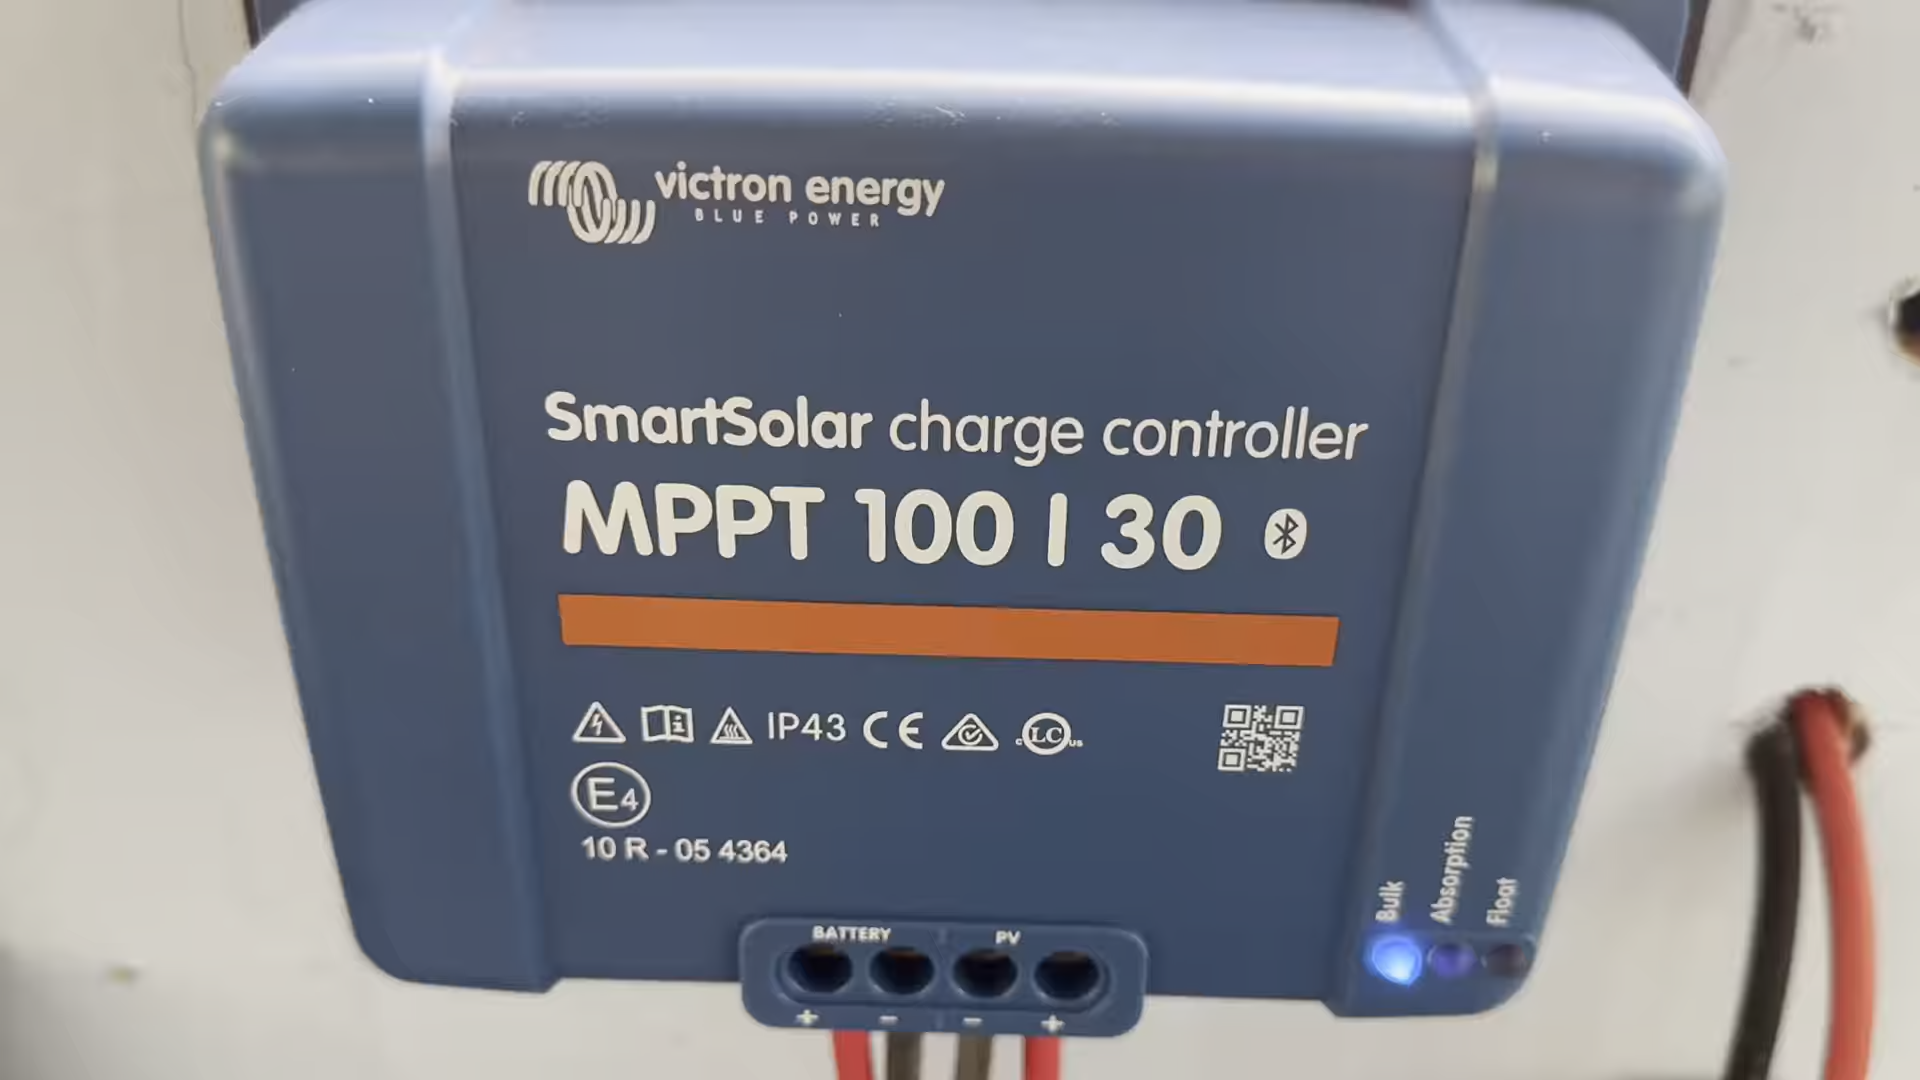 victron energy
BLUE POWER
SmartSolar charge controller
MPPT 100 | 30
IP43 CE cLCus
E4
10 R - 05 4364
Bulk
Absorption
Float
BATTERY PV
+ - - +